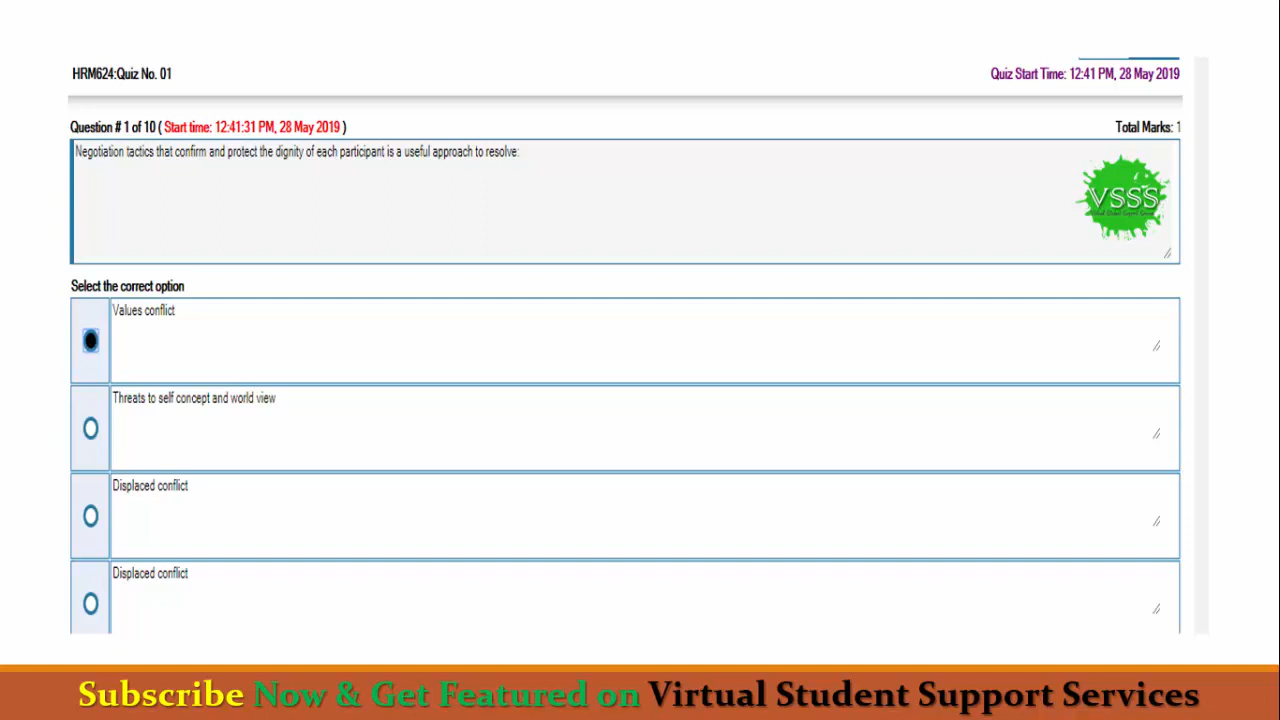 HRM624:Quiz No. 01
Quiz Start Time: 12:41 PM, 28 May 2019
Question # 1 of 10 ( Start time: 12:41:31 PM, 28 May 2019 )
Total Marks: 1
Negotiation tactics that confirm and protect the dignity of each participant is a useful approach to resolve:
VSSS
Select the correct option
Values conflict
Threats to self concept and world view
Displaced conflict
Displaced conflict
Subscribe Now & Get Featured on Virtual Student Support Services